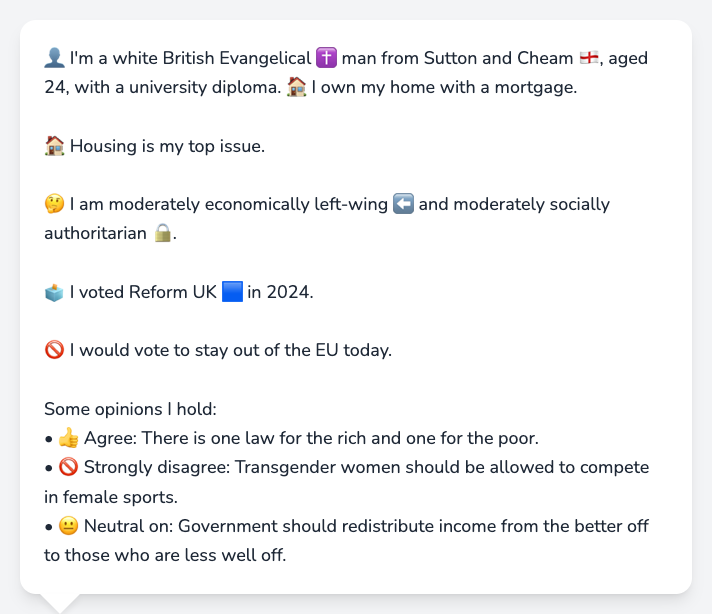 👤 I'm a white British Evangelical ✝️ man from Sutton and Cheam 🏴󠁧󠁢󠁥󠁮󠁧󠁿, aged
24, with a university diploma. 🏠 I own my home with a mortgage.
🏠 Housing is my top issue.
🤔 I am moderately economically left-wing ⬅️ and moderately socially
authoritarian 🔒.
🗳️ I voted Reform UK 🟦 in 2024.
🚫 I would vote to stay out of the EU today.
Some opinions I hold:
• 👍 Agree: There is one law for the rich and one for the poor.
• 🚫 Strongly disagree: Transgender women should be allowed to compete
in female sports.
• 😐 Neutral on: Government should redistribute income from the better off
to those who are less well off.